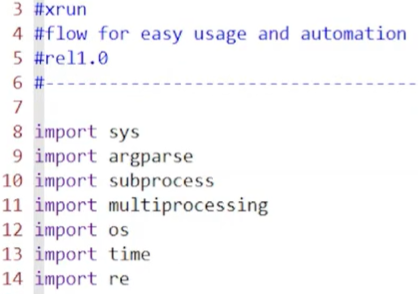 3 #xrun
4 #flow for easy usage and automation
5 #rel1.0
6 #-----------------------------------
7
8 import sys
9 import argparse
10 import subprocess
11 import multiprocessing
12 import os
13 import time
14 import re